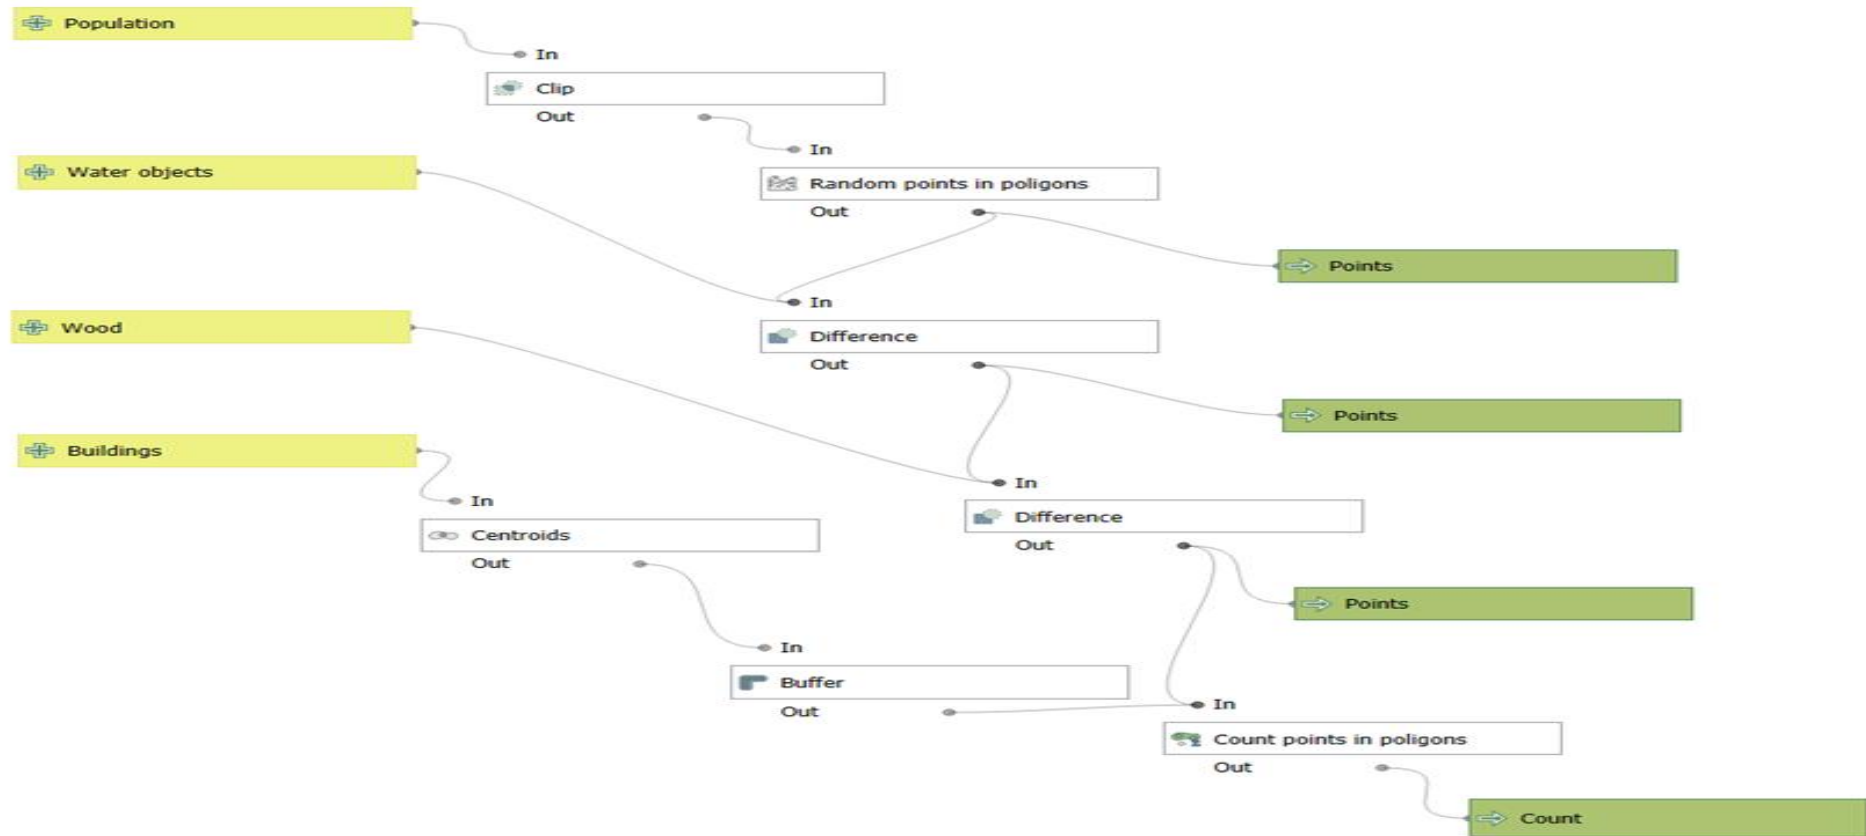 Population
In
Clip
Out
In
Water objects
Random points in poligons
Out
Points
In
Wood
Difference
Out
Points
Buildings
In
In
Difference
Centroids
Out
Out
Points
In
Buffer
Out
In
Count points in poligons
Out
Count